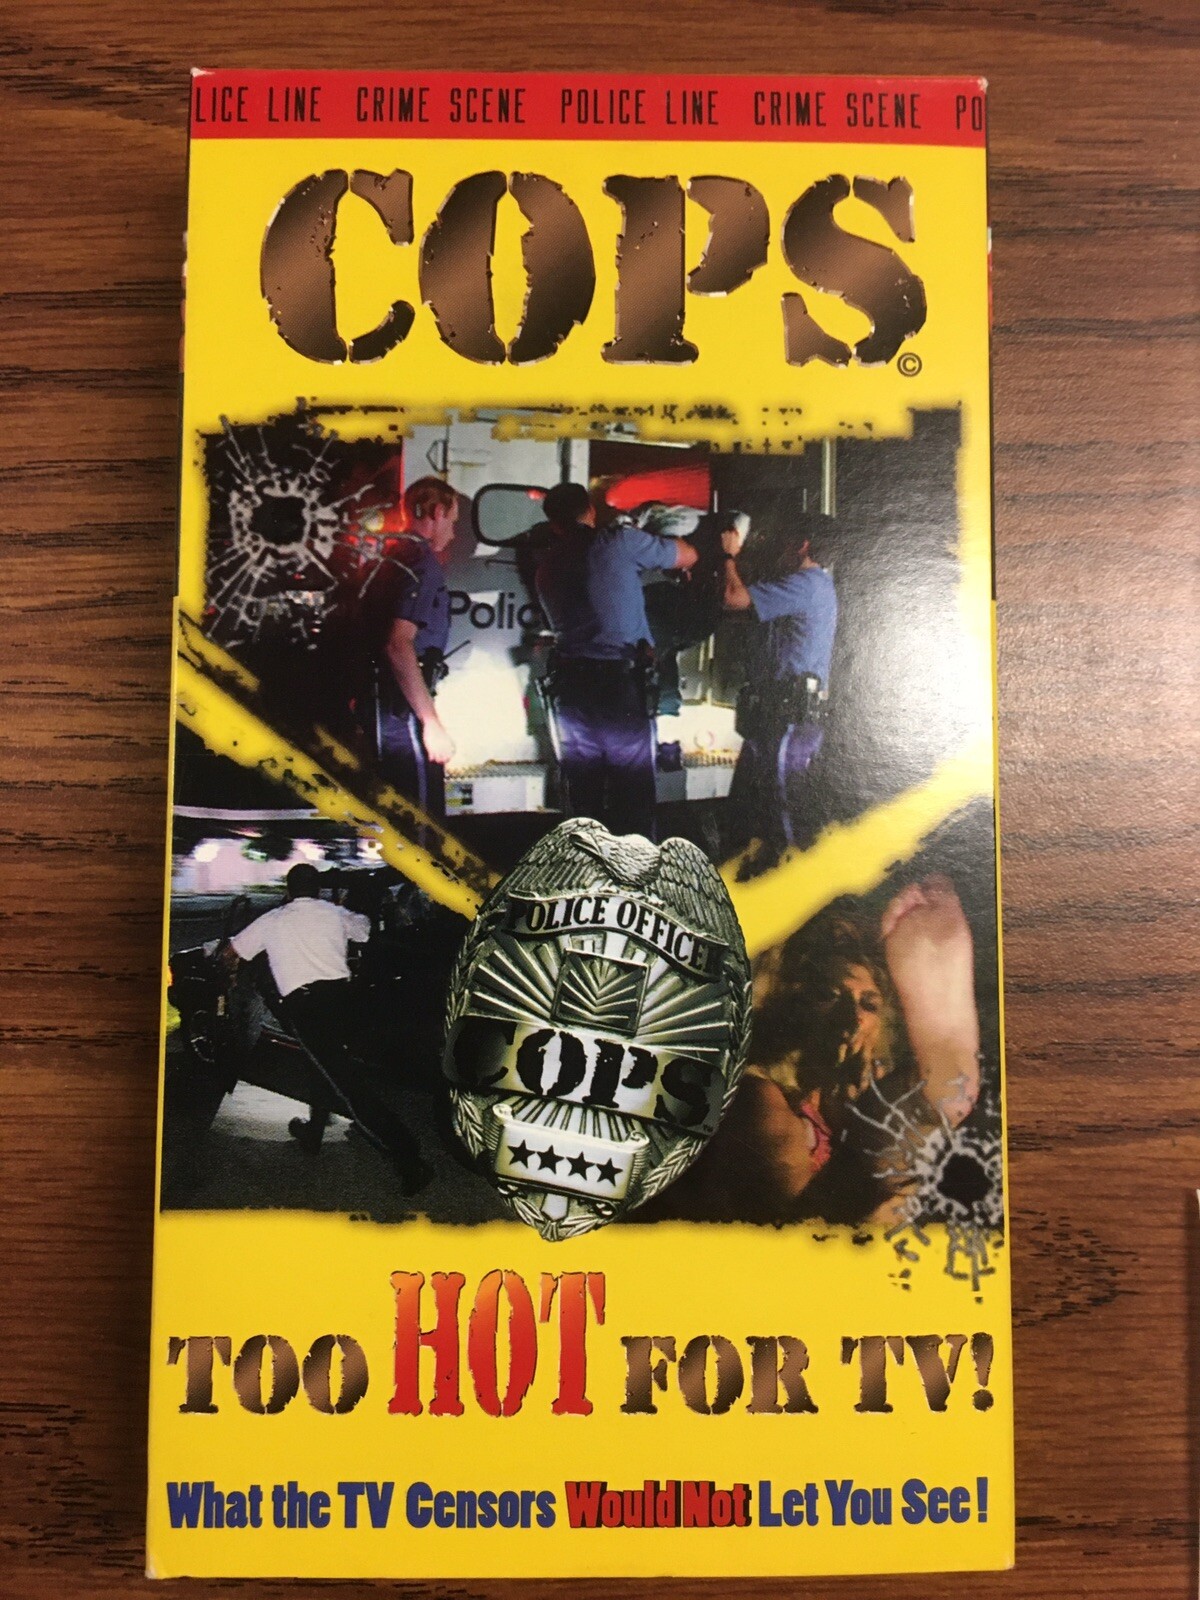 LICE LINE CRIME SCENE POLICE LINE CRIME SCENE PO
COPS
©
Polic
POLICE OFFICER
COPS
TOO HOT FOR TV!
What the TV Censors Would Not Let You See!